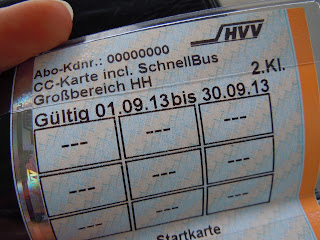 HVV
Abo-Kdnr.: 00000000
CC-Karte incl. SchnellBus
Großbereich HH 2.Kl.
Gültig 01.09.13 bis 30.09.13
--- --- ---
--- --- ---
--- --- ---
Startkarte